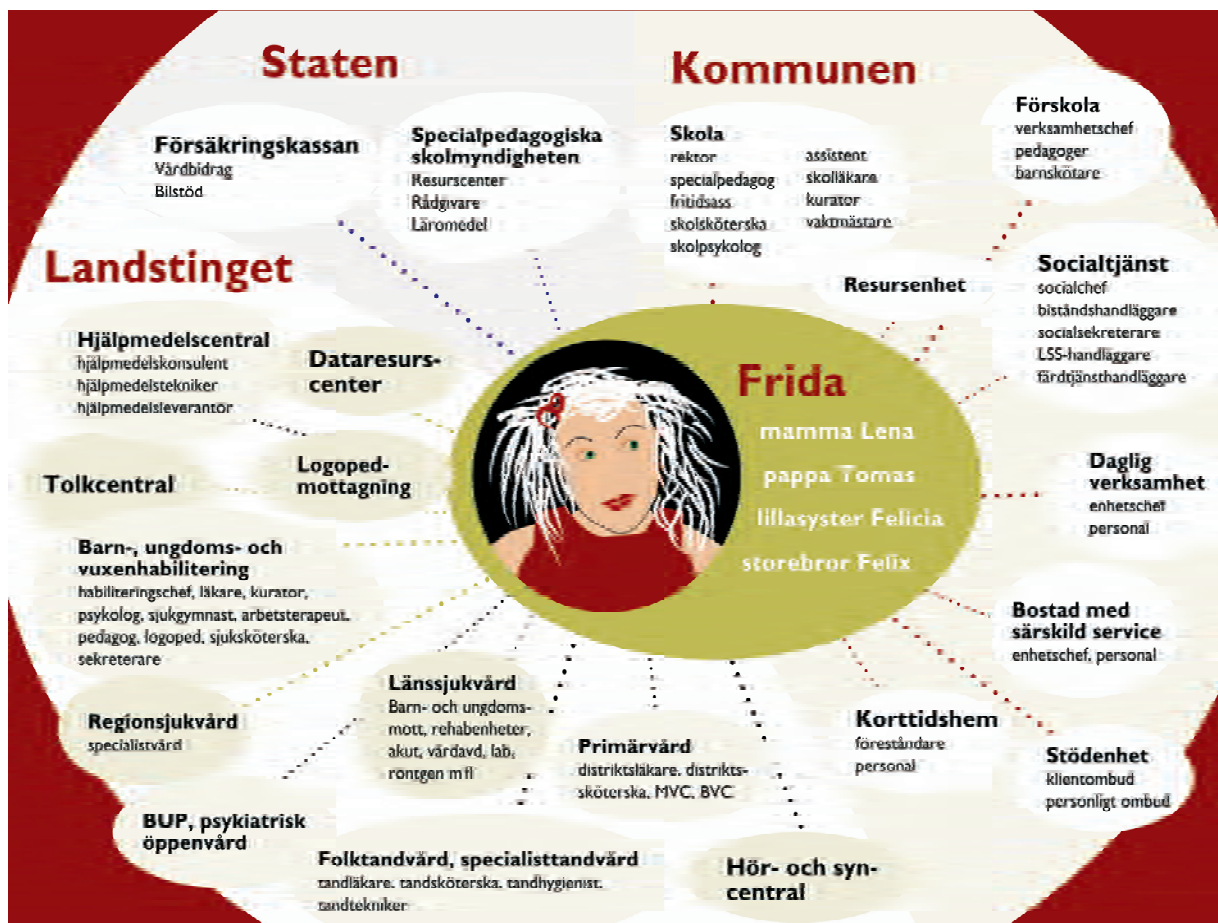 Staten
Försäkringskassan
Vårdbidrag
Bilstöd
Specialpedagogiska
skolmyndigheten
Resurscenter
Rådgivare
Läromedel
Kommunen
Skola
rektor
specialpedagog
fritidsass
skolsköterska
skolpsykolog
assistent
skolläkare
kurator
vaktmästare
Förskola
verksamhetschef
pedagoger
barnskötare
Resursenhet
Socialtjänst
socialchef
biståndshandläggare
socialsekreterare
LSS-handläggare
färdtjänsthandläggare
Landstinget
Hjälpmedelscentral
hjälpmedelskonsulent
hjälpmedelstekniker
hjälpmedelsleverantör
Dataresurs-
center
Tolkcentral
Logoped-
mottagning
Frida
mamma Lena
pappa Tomas
lillasyster Felicia
storebror Felix
Daglig
verksamhet
enhetschef
personal
Barn-, ungdoms- och
vuxenhabilitering
habiliteringschef, läkare, kurator,
psykolog, sjukgymnast, arbetsterapeut,
pedagog, logoped, sjuksköterska,
sekreterare
Bostad med
särskild service
enhetschef, personal
Regionsjukvård
specialistvård
Länssjukvård
Barn- och ungdoms-
mott, rehabenheter,
akut, vårdavd, lab,
röntgen mfl
Primärvård
distriktsläkare, distrikts-
sköterska, MVC, BVC
Korttidshem
föreståndare
personal
Stödenhet
klientombud
personligt ombud
BUP, psykiatrisk
öppenvård
Folktandvård, specialisttandvård
tandläkare, tandsköterska, tandhygienist,
tandtekniker
Hör- och syn-
central